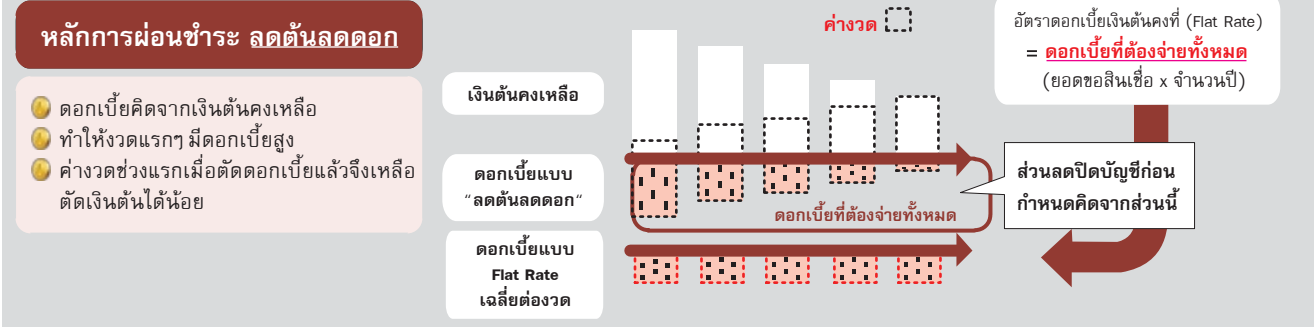 หลักการผ่อนชำระ ลดต้นลดดอก
ดอกเบี้ยคิดจากเงินต้นคงเหลือ
ทำให้งวดแรกๆ มีดอกเบี้ยสูง
ค่างวดช่วงแรกเมื่อตัดดอกเบี้ยแล้วจึงเหลือ
ตัดเงินต้นได้น้อย
ค่างวด
เงินต้นคงเหลือ
ดอกเบี้ยแบบ
“ลดต้นลดดอก“
ดอกเบี้ยที่ต้องจ่ายทั้งหมด
ดอกเบี้ยแบบ
Flat Rate
เฉลี่ยต่องวด
อัตราดอกเบี้ยเงินต้นคงที่ (Flat Rate)
= ดอกเบี้ยที่ต้องจ่ายทั้งหมด
(ยอดขอสินเชื่อ x จำนวนปี)
ส่วนลดปิดบัญชีก่อน
กำหนดคิดจากส่วนนี้